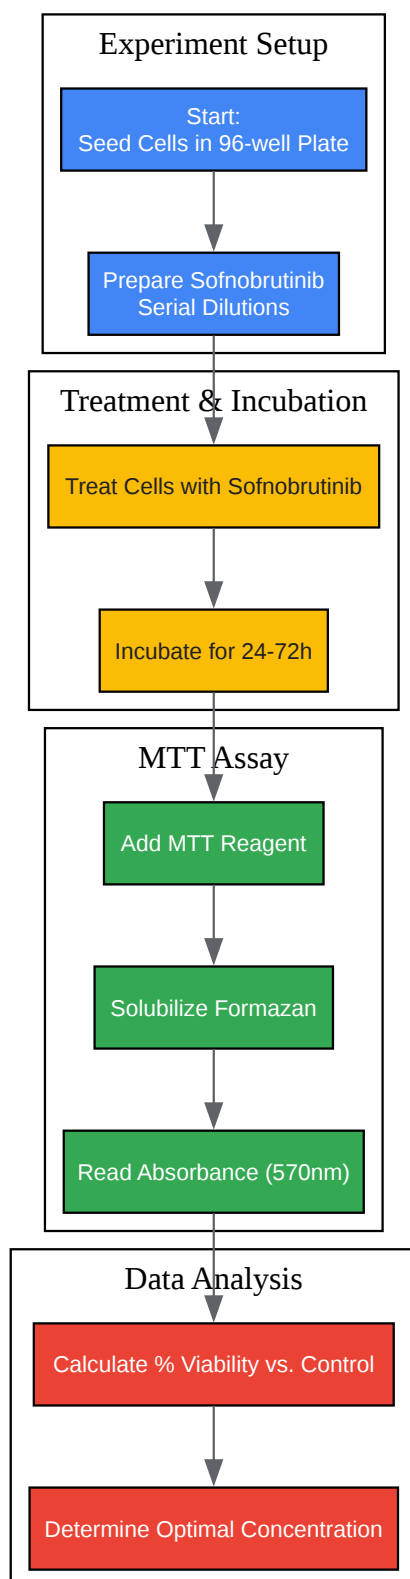 Experiment Setup
Start:
Seed Cells in 96-well Plate
Prepare Sofnobrutinib
Serial Dilutions
Treatment & Incubation
Treat Cells with Sofnobrutinib
Incubate for 24-72h
MTT Assay
Add MTT Reagent
Solubilize Formazan
Read Absorbance (570nm)
Data Analysis
Calculate % Viability vs. Control
Determine Optimal Concentration